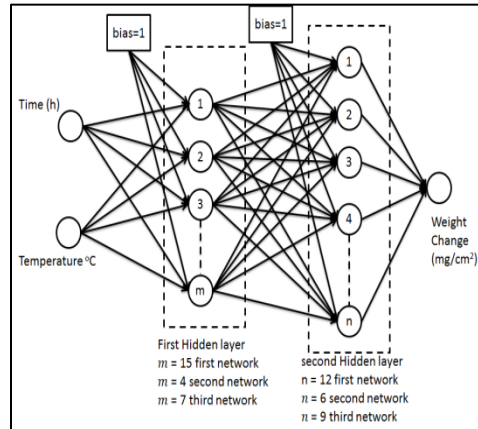 bias=1
bias=1
Time (h)
Temperature °C
1
2
3
m
1
2
3
4
n
Weight
Change
(mg/cm²)
First Hidden layer
m = 15 first network
m = 4 second network
m = 7 third network
second Hidden layer
n = 12 first network
n = 6 second network
n = 9 third network